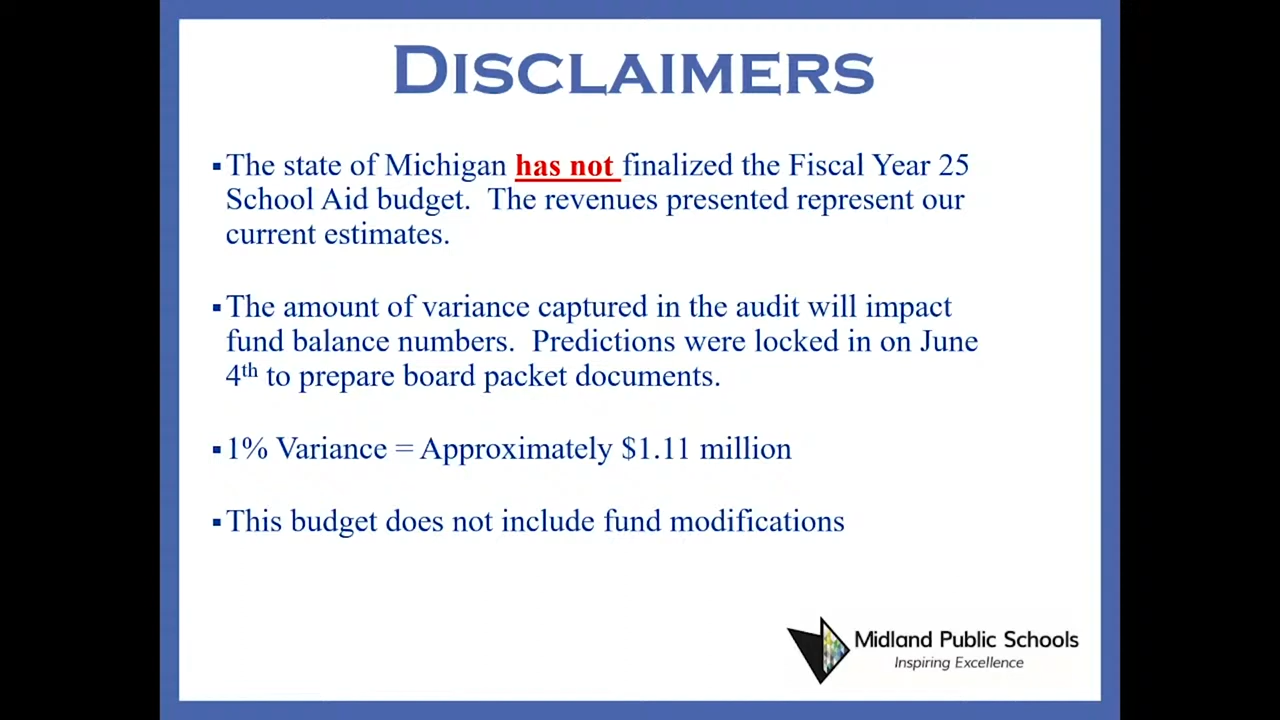 DISCLAIMERS
▪The state of Michigan has not finalized the Fiscal Year 25
School Aid budget.  The revenues presented represent our
current estimates.
▪The amount of variance captured in the audit will impact
fund balance numbers.  Predictions were locked in on June
4th to prepare board packet documents.
▪1% Variance = Approximately $1.11 million
▪This budget does not include fund modifications
Midland Public Schools
Inspiring Excellence